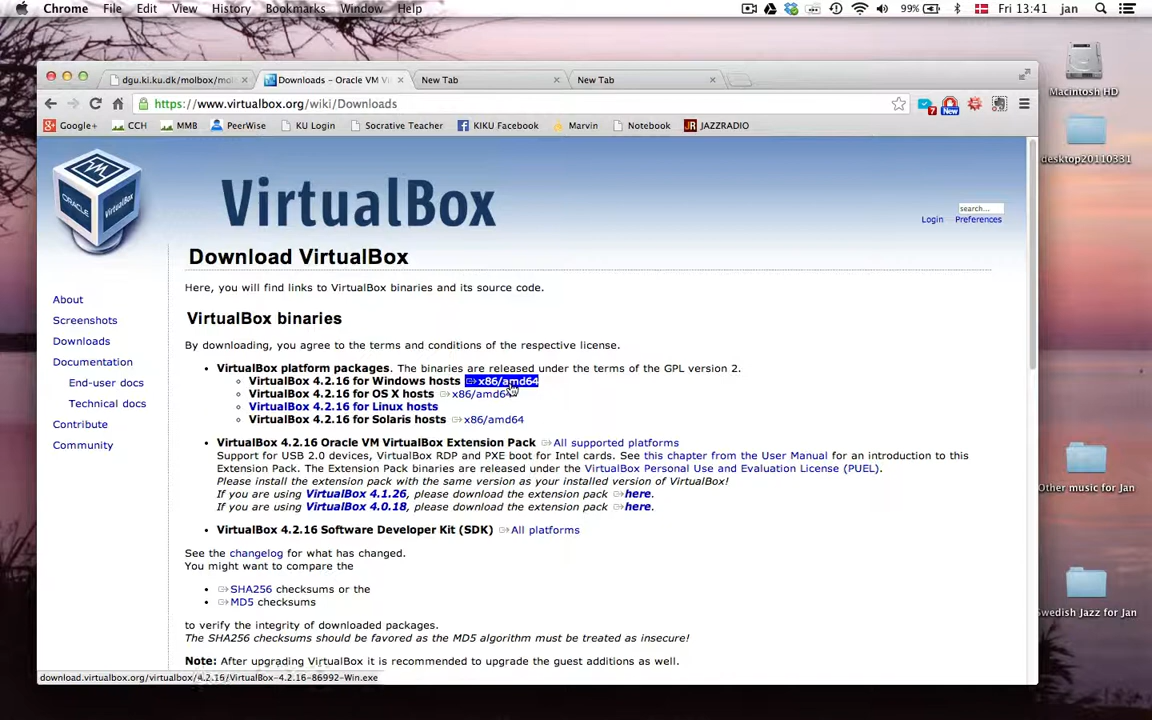 Chrome File Edit View History Bookmarks Window Help 99% Fri 13:41 jan
dgu.ki.ku.dk/molbox/mol Downloads – Oracle VM Vi New Tab New Tab
https://www.virtualbox.org/wiki/Downloads
Google+ CCH MMB PeerWise KU Login Socrative Teacher KIKU Facebook Marvin Notebook JAZZRADIO
7 New
Macintosh HD
desktop20110331
Other music for Jan
Swedish Jazz for Jan
ORACLE VirtualBox
VirtualBox
search...
Login Preferences
About
Screenshots
Downloads
Documentation
End-user docs
Technical docs
Contribute
Community
Download VirtualBox
Here, you will find links to VirtualBox binaries and its source code.
VirtualBox binaries
By downloading, you agree to the terms and conditions of the respective license.
• VirtualBox platform packages. The binaries are released under the terms of the GPL version 2.
VirtualBox 4.2.16 for Windows hosts x86/amd64
VirtualBox 4.2.16 for OS X hosts x86/amd64
VirtualBox 4.2.16 for Linux hosts
VirtualBox 4.2.16 for Solaris hosts x86/amd64
• VirtualBox 4.2.16 Oracle VM VirtualBox Extension Pack All supported platforms
Support for USB 2.0 devices, VirtualBox RDP and PXE boot for Intel cards. See this chapter from the User Manual for an introduction to this
Extension Pack. The Extension Pack binaries are released under the VirtualBox Personal Use and Evaluation License (PUEL).
Please install the extension pack with the same version as your installed version of VirtualBox!
If you are using VirtualBox 4.1.26, please download the extension pack here.
If you are using VirtualBox 4.0.18, please download the extension pack here.
• VirtualBox 4.2.16 Software Developer Kit (SDK) All platforms
See the changelog for what has changed.
You might want to compare the
• SHA256 checksums or the
• MD5 checksums
to verify the integrity of downloaded packages.
The SHA256 checksums should be favored as the MD5 algorithm must be treated as insecure!
Note: After upgrading VirtualBox it is recommended to upgrade the guest additions as well.
download.virtualbox.org/virtualbox/4.2.16/VirtualBox-4.2.16-86992-Win.exe